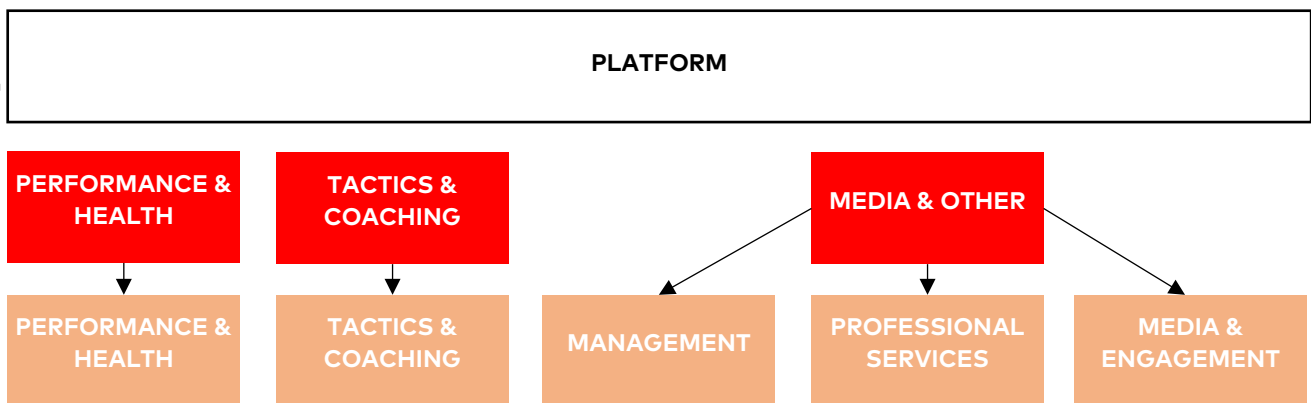 PLATFORM
PERFORMANCE &
HEALTH
TACTICS &
COACHING
MEDIA & OTHER
PERFORMANCE &
HEALTH
TACTICS &
COACHING
MANAGEMENT
PROFESSIONAL
SERVICES
MEDIA &
ENGAGEMENT